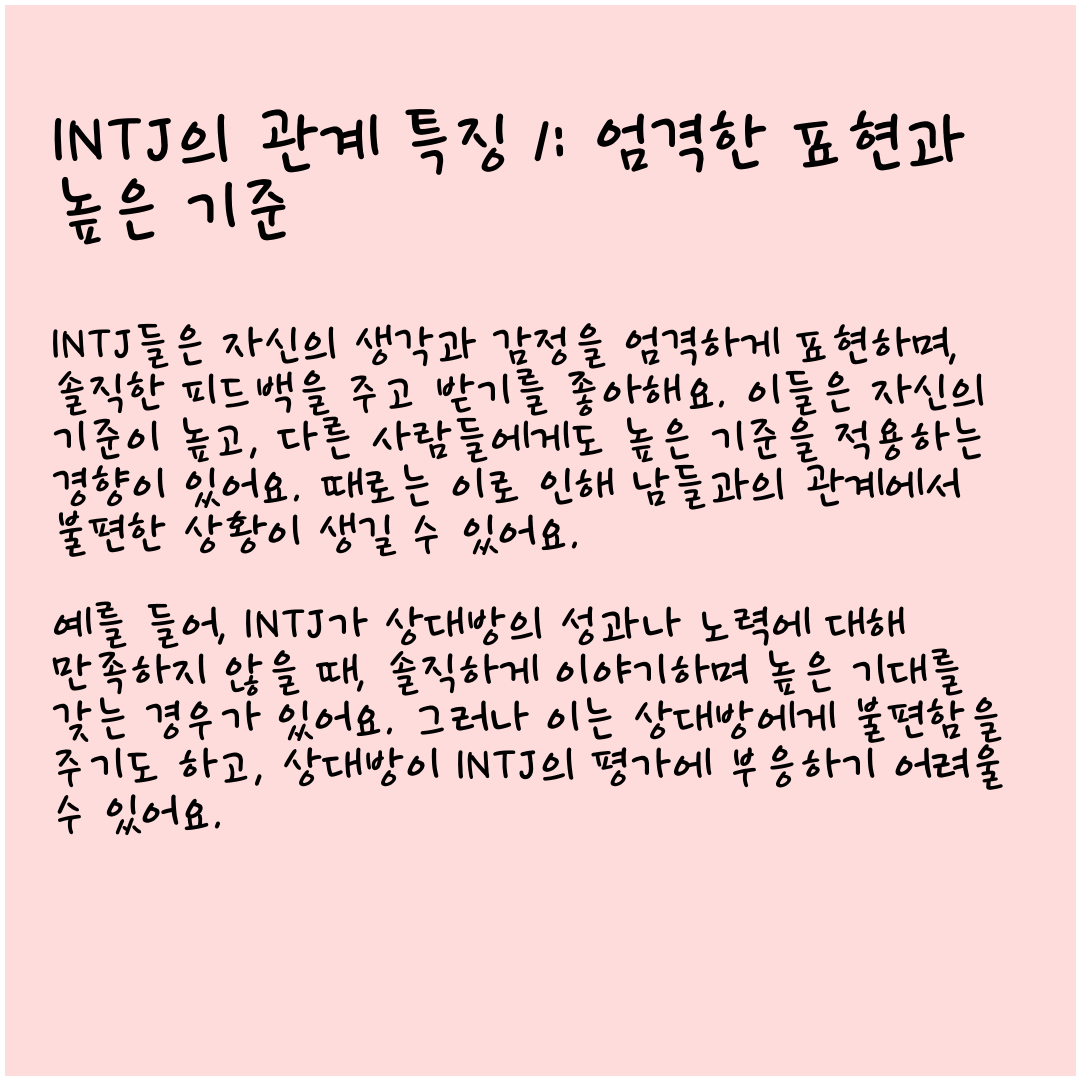 INTJ의 관계 특징 1: 엄격한 표현과
높은 기준
INTJ들은 자신의 생각과 감정을 엄격하게 표현하며,
솔직한 피드백을 주고 받기를 좋아해요. 이들은 자신의
기준이 높고, 다른 사람들에게도 높은 기준을 적용하는
경향이 있어요. 때로는 이로 인해 남들과의 관계에서
불편한 상황이 생길 수 있어요.
예를 들어, INTJ가 상대방의 성과나 노력에 대해
만족하지 않을 때, 솔직하게 이야기하며 높은 기대를
갖는 경우가 있어요. 그러나 이는 상대방에게 불편함을
주기도 하고, 상대방이 INTJ의 평가에 부응하기 어려울
수 있어요.